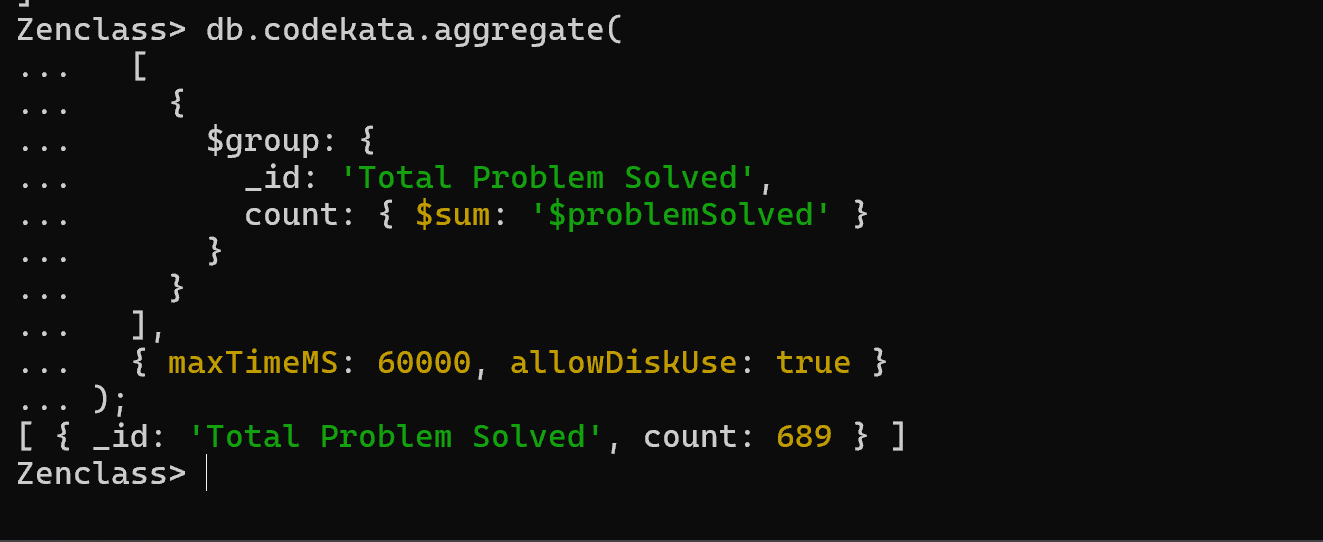 ]
Zenclass> db.codekata.aggregate(
...   [
...     {
...       $group: {
...         _id: 'Total Problem Solved',
...         count: { $sum: '$problemSolved' }
...       }
...     }
...   ],
...   { maxTimeMS: 60000, allowDiskUse: true }
... );
[ { _id: 'Total Problem Solved', count: 689 } ]
Zenclass>